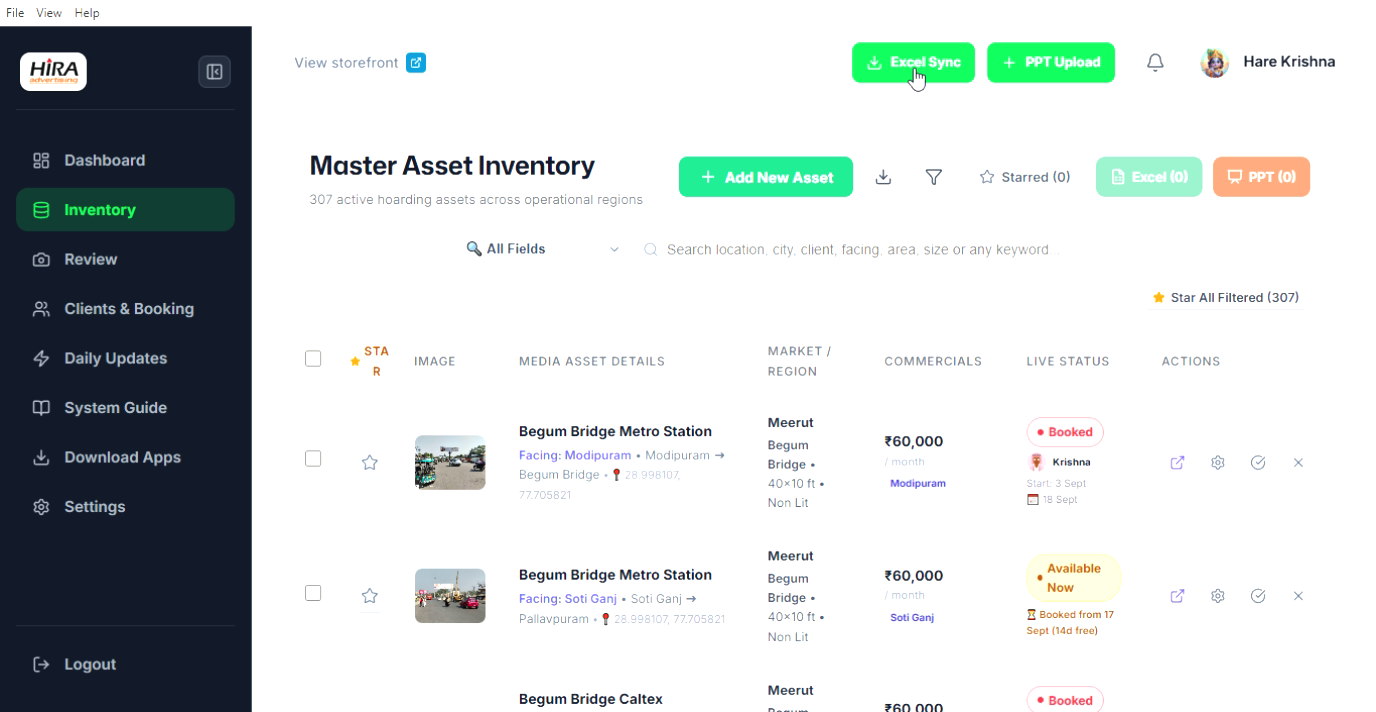 File View Help
HiRA
advertising
View storefront
Excel Sync
PPT Upload
Hare Krishna
Dashboard
Inventory
Review
Clients & Booking
Daily Updates
System Guide
Download Apps
Settings
Logout
Master Asset Inventory
307 active hoarding assets across operational regions
Add New Asset
Starred (0)
Excel (0)
PPT (0)
All Fields
Search location, city, client, facing, area, size or any keyword...
Star All Filtered (307)
STA
R
IMAGE
MEDIA ASSET DETAILS
MARKET /
REGION
COMMERCIALS
LIVE STATUS
ACTIONS
Begum Bridge Metro Station
Facing: Modipuram • Modipuram →
Begum Bridge • 28.998107,
77.705821
Meerut
Begum
Bridge •
40×10 ft •
Non Lit
₹60,000
/ month
Modipuram
Booked
Krishna
Start: 3 Sept
18 Sept
Begum Bridge Metro Station
Facing: Soti Ganj • Soti Ganj →
Pallavpuram • 28.998107, 77.705821
Meerut
Begum
Bridge •
40×10 ft •
Non Lit
₹60,000
/ month
Soti Ganj
Available
Now
Booked from 17
Sept (14d free)
Begum Bridge Caltex
Meerut
Begum
₹60,000
Booked